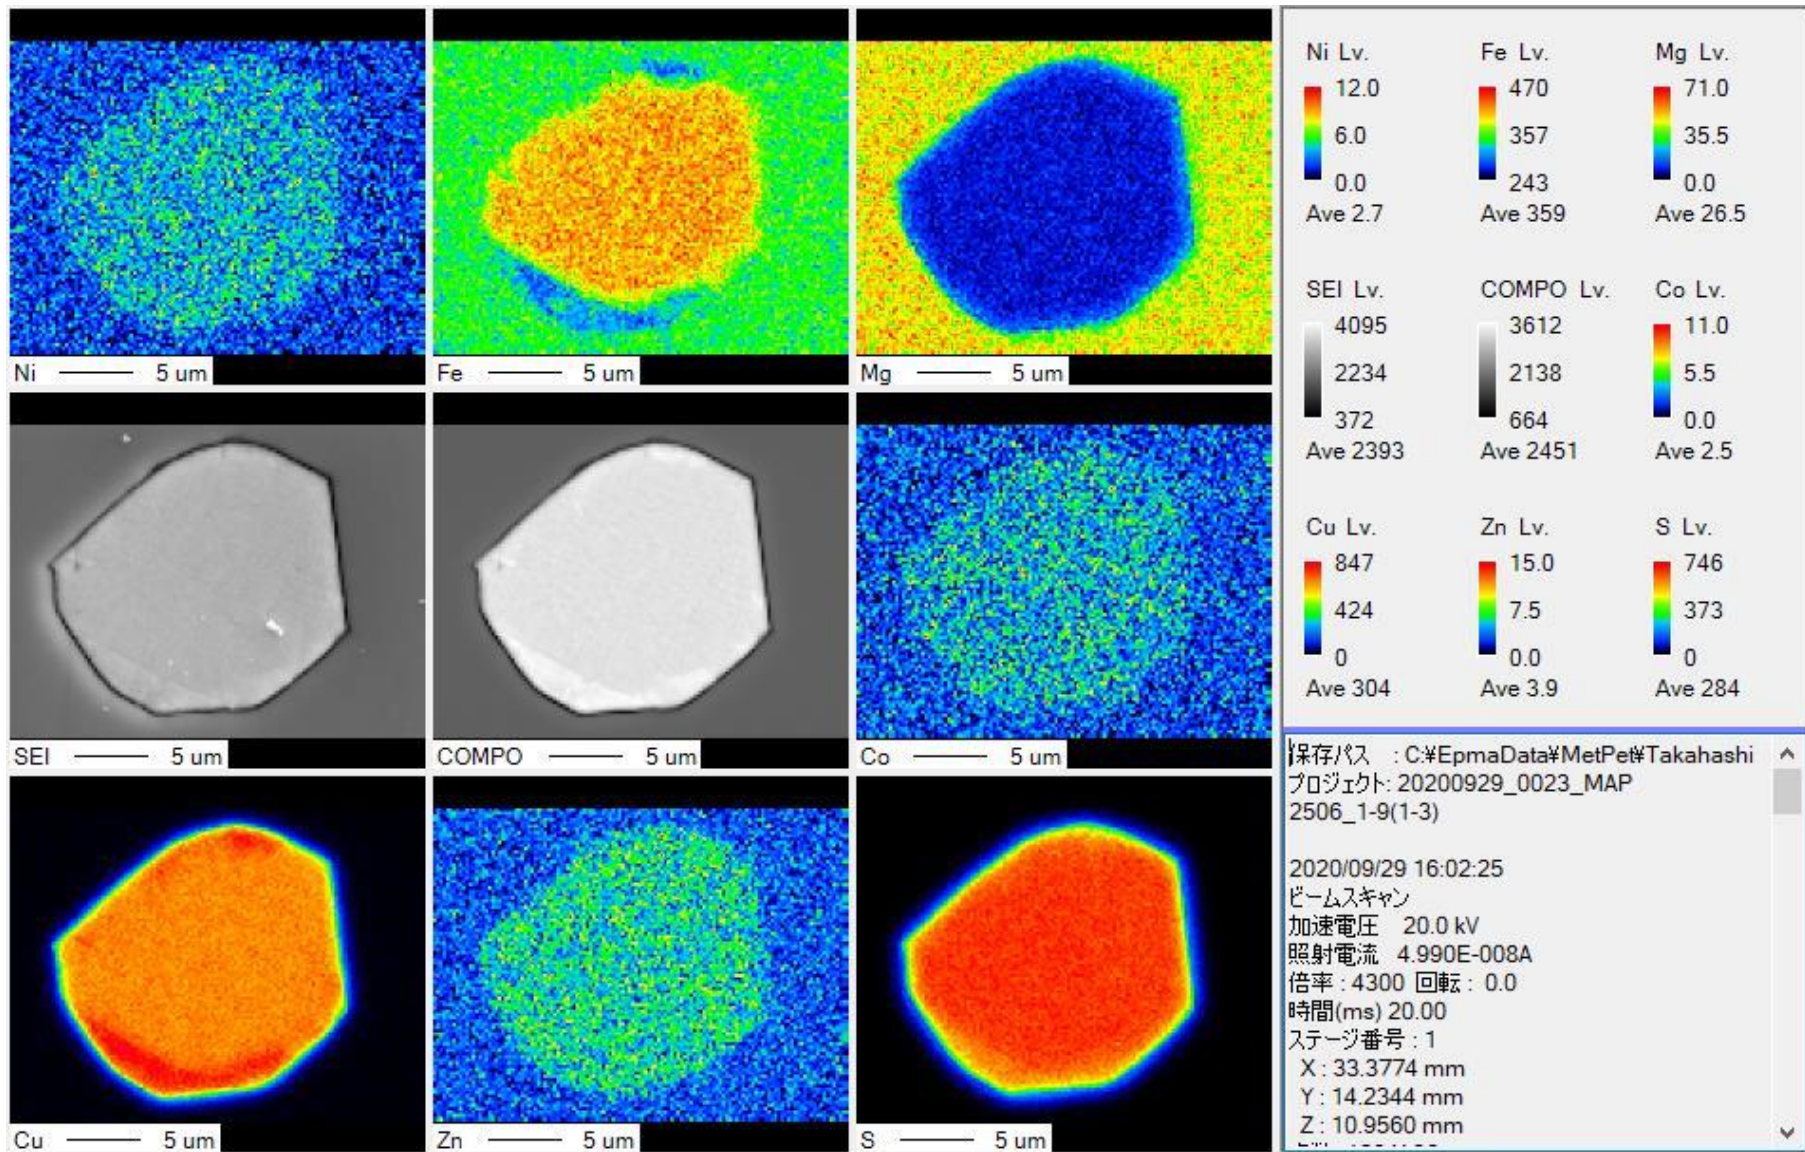 Ni 5 um
Fe 5 um
Mg 5 um
SEI 5 um
COMPO 5 um
Co 5 um
Cu 5 um
Zn 5 um
S 5 um
Ni Lv. Fe Lv. Mg Lv.
12.0 470 71.0
6.0 357 35.5
0.0 243 0.0
Ave 2.7 Ave 359 Ave 26.5
SEI Lv. COMPO Lv. Co Lv.
4095 3612 11.0
2234 2138 5.5
372 664 0.0
Ave 2393 Ave 2451 Ave 2.5
Cu Lv. Zn Lv. S Lv.
847 15.0 746
424 7.5 373
0 0.0 0
Ave 304 Ave 3.9 Ave 284
保存パス : C:¥EpmaData¥MetPet¥Takahashi
プロジェクト: 20200929_0023_MAP
2506_1-9(1-3)
2020/09/29 16:02:25
ビームスキャン
加速電圧 20.0 kV
照射電流 4.990E-008A
倍率 : 4300 回転 : 0.0
時間(ms) 20.00
ステージ番号 : 1
X : 33.3774 mm
Y : 14.2344 mm
Z : 10.9560 mm